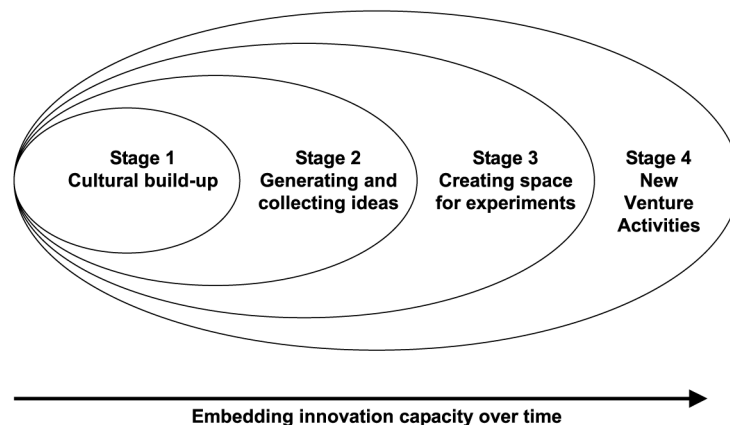 Stage 1
Cultural build-up
Stage 2
Generating and
collecting ideas
Stage 3
Creating space
for experiments
Stage 4
New
Venture
Activities
Embedding innovation capacity over time